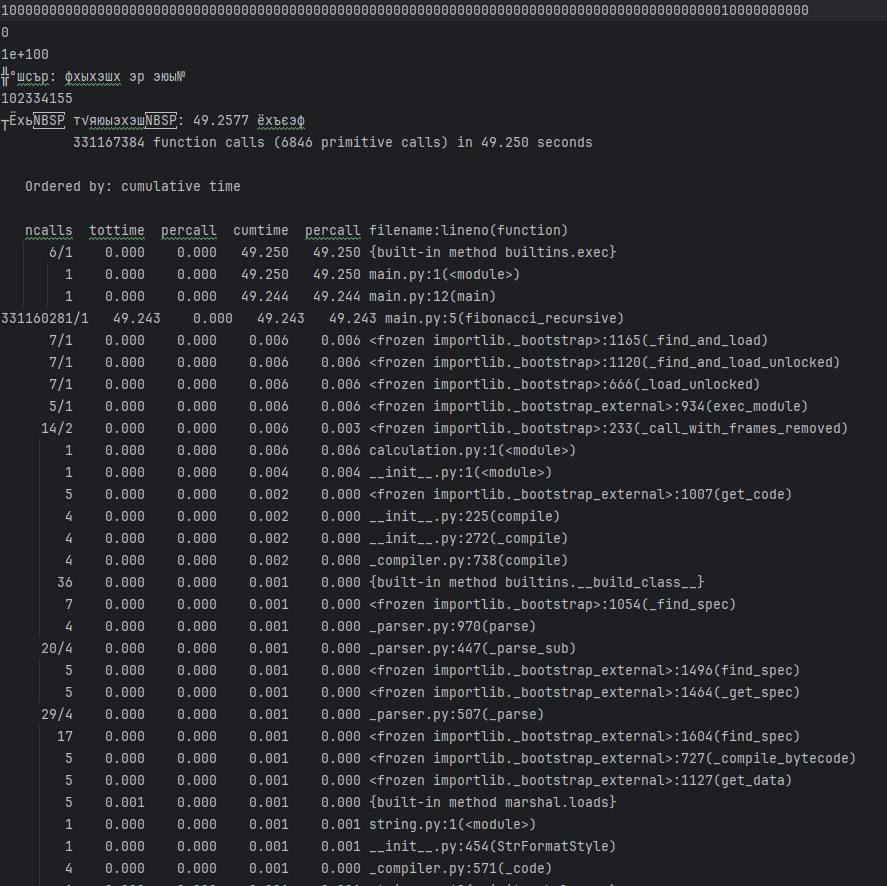 10000000000000000000000000000000000000000000000000000000000000000000000000000000000000000010000000000
0
1e+100
╬°шсър: фхыхэшх эр эюы№
102334155
┬ЁхьNBSP т√яюыэхэшNBSP: 49.2577 ёхъєэф
331167384 function calls (6846 primitive calls) in 49.250 seconds
Ordered by: cumulative time
ncalls tottime percall cumtime percall filename:lineno(function)
6/1 0.000 0.000 49.250 49.250 {built-in method builtins.exec}
1 0.000 0.000 49.250 49.250 main.py:1(<module>)
1 0.000 0.000 49.244 49.244 main.py:12(main)
331160281/1 49.243 0.000 49.243 49.243 main.py:5(fibonacci_recursive)
7/1 0.000 0.000 0.006 0.006 <frozen importlib._bootstrap>:1165(_find_and_load)
7/1 0.000 0.000 0.006 0.006 <frozen importlib._bootstrap>:1120(_find_and_load_unlocked)
7/1 0.000 0.000 0.006 0.006 <frozen importlib._bootstrap>:666(_load_unlocked)
5/1 0.000 0.000 0.006 0.006 <frozen importlib._bootstrap_external>:934(exec_module)
14/2 0.000 0.000 0.006 0.003 <frozen importlib._bootstrap>:233(_call_with_frames_removed)
1 0.000 0.000 0.006 0.006 calculation.py:1(<module>)
1 0.000 0.000 0.004 0.004 __init__.py:1(<module>)
5 0.000 0.000 0.002 0.000 <frozen importlib._bootstrap_external>:1007(get_code)
4 0.000 0.000 0.002 0.000 __init__.py:225(compile)
4 0.000 0.000 0.002 0.000 __init__.py:272(_compile)
4 0.000 0.000 0.002 0.000 _compiler.py:738(compile)
36 0.000 0.000 0.001 0.000 {built-in method builtins.__build_class__}
7 0.000 0.000 0.001 0.000 <frozen importlib._bootstrap>:1054(_find_spec)
4 0.000 0.000 0.001 0.000 _parser.py:970(parse)
20/4 0.000 0.000 0.001 0.000 _parser.py:447(_parse_sub)
5 0.000 0.000 0.001 0.000 <frozen importlib._bootstrap_external>:1496(find_spec)
5 0.000 0.000 0.001 0.000 <frozen importlib._bootstrap_external>:1464(_get_spec)
29/4 0.000 0.000 0.001 0.000 _parser.py:507(_parse)
17 0.000 0.000 0.001 0.000 <frozen importlib._bootstrap_external>:1604(find_spec)
5 0.000 0.000 0.001 0.000 <frozen importlib._bootstrap_external>:727(_compile_bytecode)
5 0.000 0.000 0.001 0.000 <frozen importlib._bootstrap_external>:1127(get_data)
5 0.001 0.000 0.001 0.000 {built-in method marshal.loads}
1 0.000 0.000 0.001 0.001 string.py:1(<module>)
1 0.000 0.000 0.001 0.001 __init__.py:454(StrFormatStyle)
4 0.000 0.000 0.001 0.000 _compiler.py:571(_code)